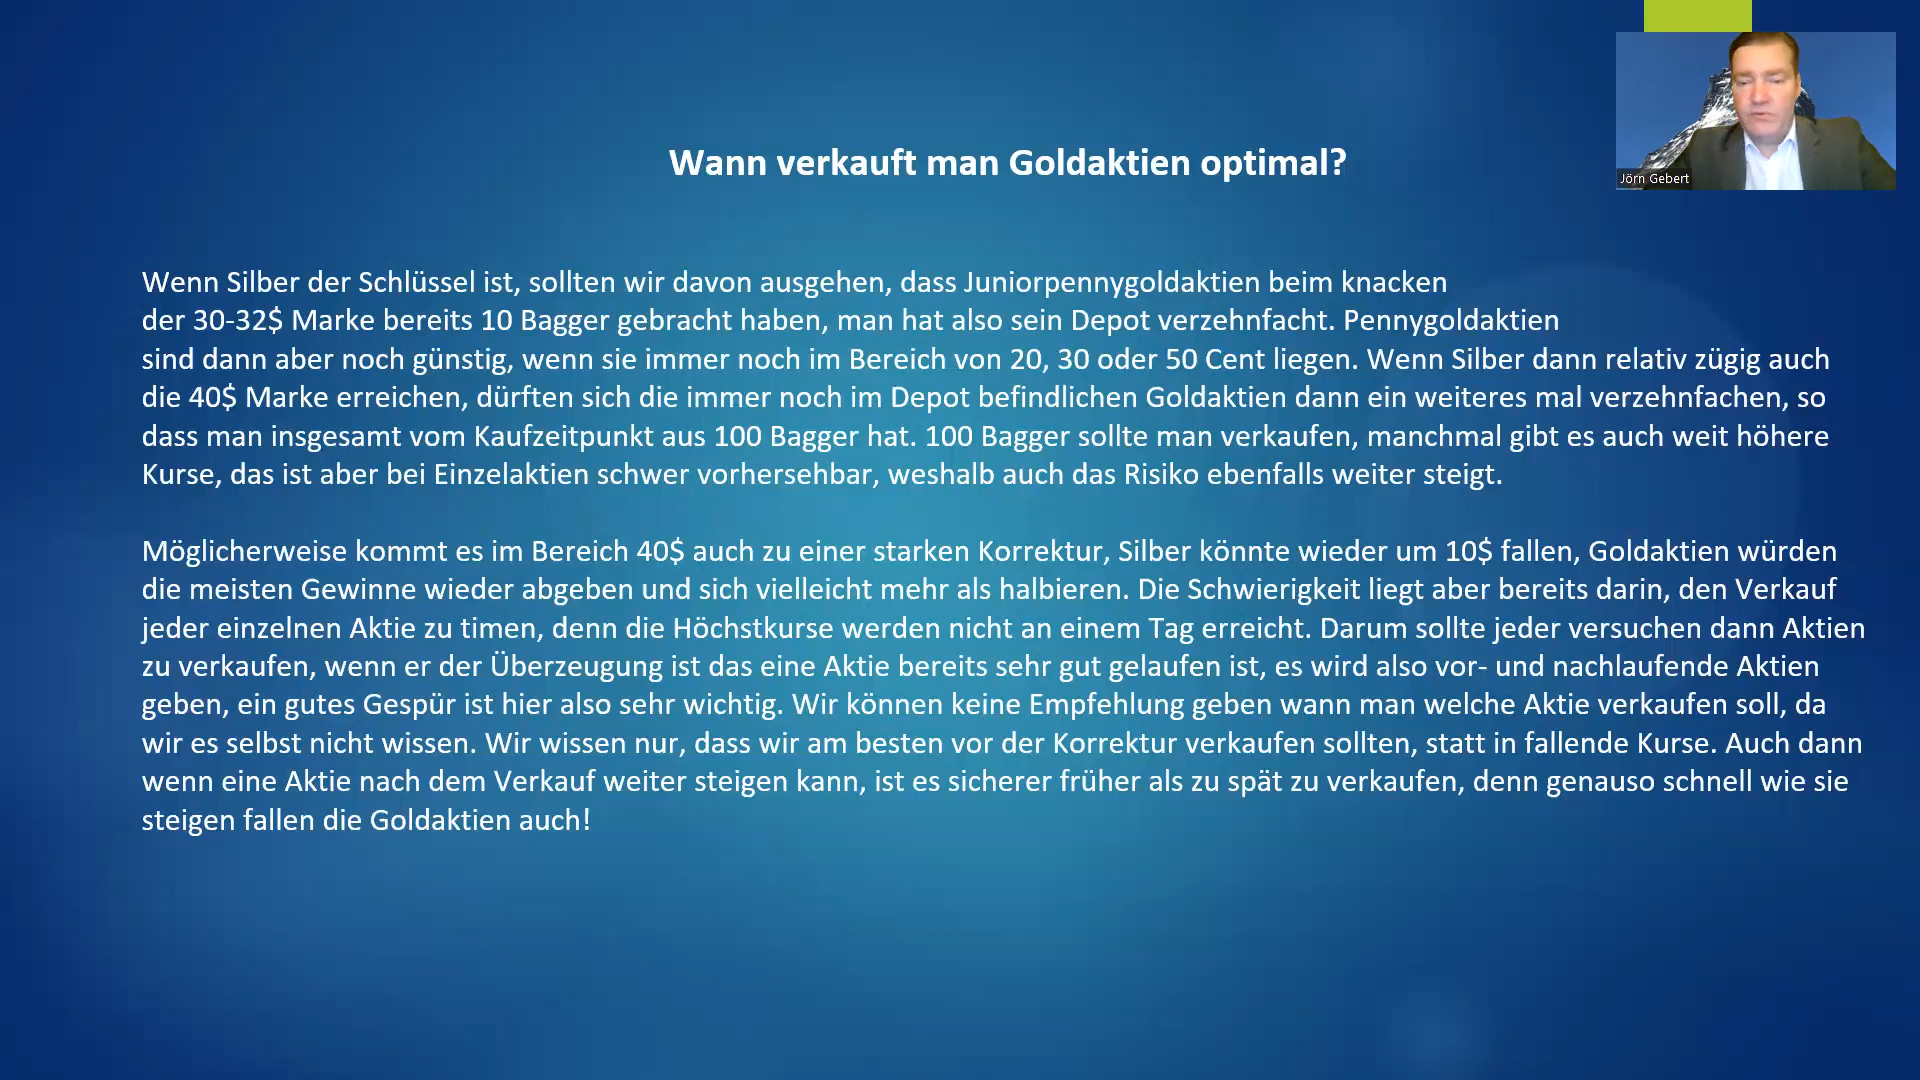 Jörn Gebert
Wann verkauft man Goldaktien optimal?
Wenn Silber der Schlüssel ist, sollten wir davon ausgehen, dass Juniorpennygoldaktien beim knacken
der 30-32$ Marke bereits 10 Bagger gebracht haben, man hat also sein Depot verzehnfacht. Pennygoldaktien
sind dann aber noch günstig, wenn sie immer noch im Bereich von 20, 30 oder 50 Cent liegen. Wenn Silber dann relativ zügig auch
die 40$ Marke erreichen, dürften sich die immer noch im Depot befindlichen Goldaktien dann ein weiteres mal verzehnfachen, so
dass man insgesamt vom Kaufzeitpunkt aus 100 Bagger hat. 100 Bagger sollte man verkaufen, manchmal gibt es auch weit höhere
Kurse, das ist aber bei Einzelaktien schwer vorhersehbar, weshalb auch das Risiko ebenfalls weiter steigt.
Möglicherweise kommt es im Bereich 40$ auch zu einer starken Korrektur, Silber könnte wieder um 10$ fallen, Goldaktien würden
die meisten Gewinne wieder abgeben und sich vielleicht mehr als halbieren. Die Schwierigkeit liegt aber bereits darin, den Verkauf
jeder einzelnen Aktie zu timen, denn die Höchstkurse werden nicht an einem Tag erreicht. Darum sollte jeder versuchen dann Aktien
zu verkaufen, wenn er der Überzeugung ist das eine Aktie bereits sehr gut gelaufen ist, es wird also vor- und nachlaufende Aktien
geben, ein gutes Gespür ist hier also sehr wichtig. Wir können keine Empfehlung geben wann man welche Aktie verkaufen soll, da
wir es selbst nicht wissen. Wir wissen nur, dass wir am besten vor der Korrektur verkaufen sollten, statt in fallende Kurse. Auch dann
wenn eine Aktie nach dem Verkauf weiter steigen kann, ist es sicherer früher als zu spät zu verkaufen, denn genauso schnell wie sie
steigen fallen die Goldaktien auch!